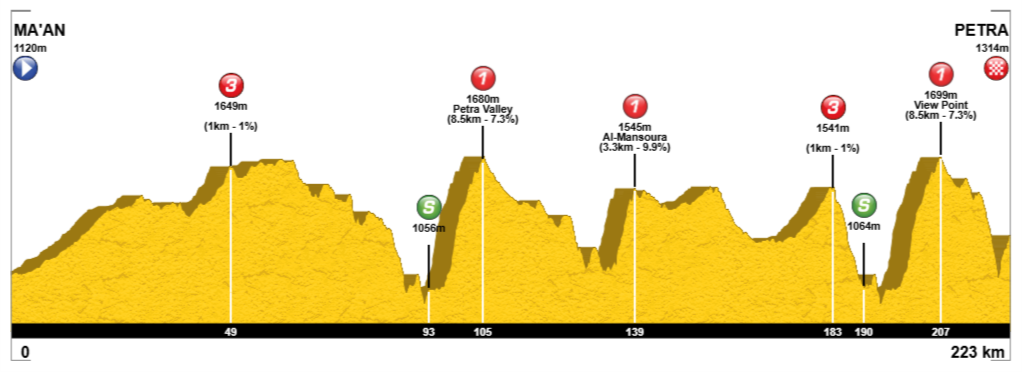 MA'AN
1120m
PETRA
1314m
3
1649m
(1km - 1%)
1
1680m
Petra Valley
(8.5km - 7.3%)
1
1545m
Al-Mansoura
(3.3km - 9.9%)
3
1541m
(1km - 1%)
1
1699m
View Point
(8.5km - 7.3%)
S
1056m
S
1064m
49
93
105
139
183
190
207
0
223 km